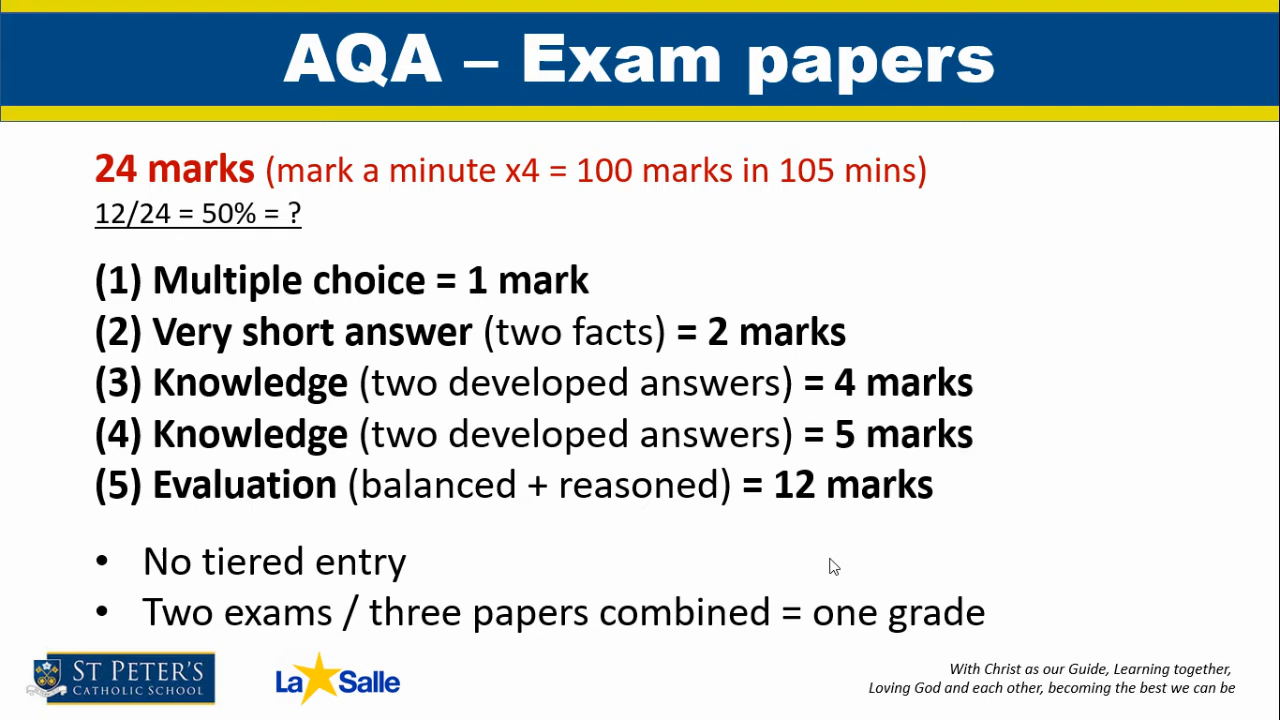 AQA – Exam papers
24 marks (mark a minute x4 = 100 marks in 105 mins)
12/24 = 50% = ?
(1) Multiple choice = 1 mark
(2) Very short answer (two facts) = 2 marks
(3) Knowledge (two developed answers) = 4 marks
(4) Knowledge (two developed answers) = 5 marks
(5) Evaluation (balanced + reasoned) = 12 marks
• No tiered entry
• Two exams / three papers combined = one grade
ST PETER'S
CATHOLIC SCHOOL
La Salle
With Christ as our Guide, Learning together,
Loving God and each other, becoming the best we can be